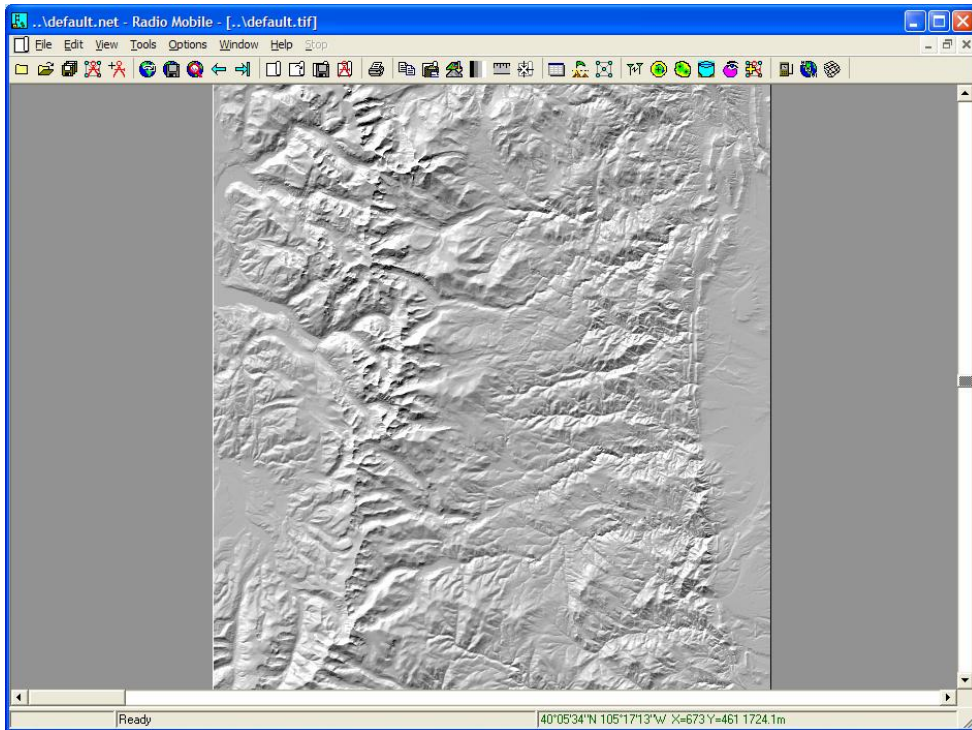 ..\default.net - Radio Mobile - [..\default.tif]
File Edit View Tools Options Window Help Stop
Ready
40°05'34''N 105°17'13''W X=673 Y=461 1724.1m